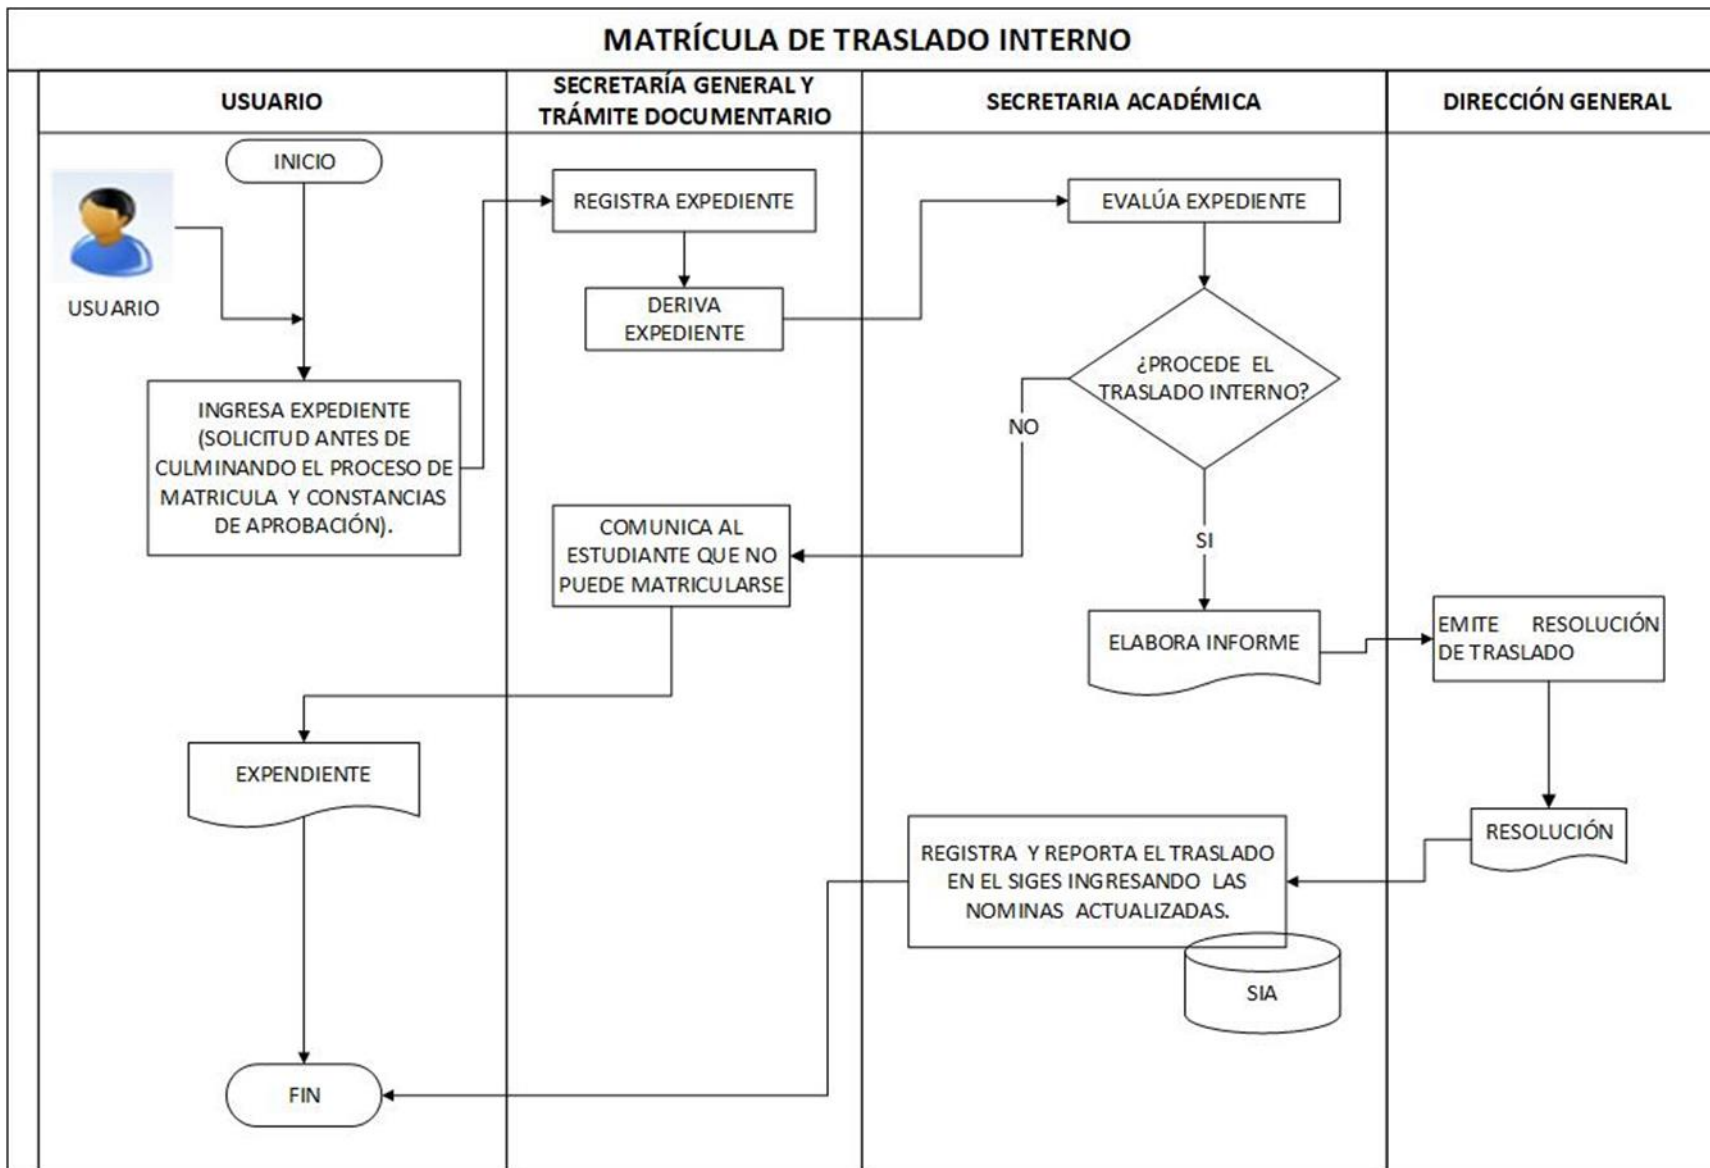 MATRÍCULA DE TRASLADO INTERNO
USUARIO
SECRETARÍA GENERAL Y
TRÁMITE DOCUMENTARIO
SECRETARIA ACADÉMICA
DIRECCIÓN GENERAL
INICIO
USUARIO
INGRESA EXPEDIENTE
(SOLICITUD ANTES DE
CULMINANDO EL PROCESO DE
MATRICULA Y CONSTANCIAS
DE APROBACIÓN).
REGISTRA EXPEDIENTE
DERIVA
EXPEDIENTE
EVALÚA EXPEDIENTE
¿PROCEDE EL
TRASLADO INTERNO?
NO
SI
COMUNICA AL
ESTUDIANTE QUE NO
PUEDE MATRICULARSE
ELABORA INFORME
EMITE RESOLUCIÓN
DE TRASLADO
EXPENDIENTE
RESOLUCIÓN
REGISTRA Y REPORTA EL TRASLADO
EN EL SIGES INGRESANDO LAS
NOMINAS ACTUALIZADAS.
SIA
FIN